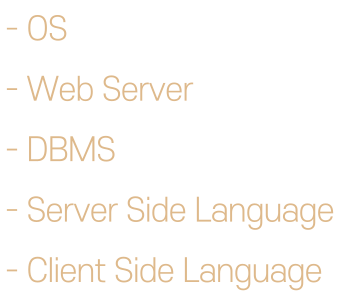 - OS
- Web Server
- DBMS
- Server Side Language
- Client Side Language